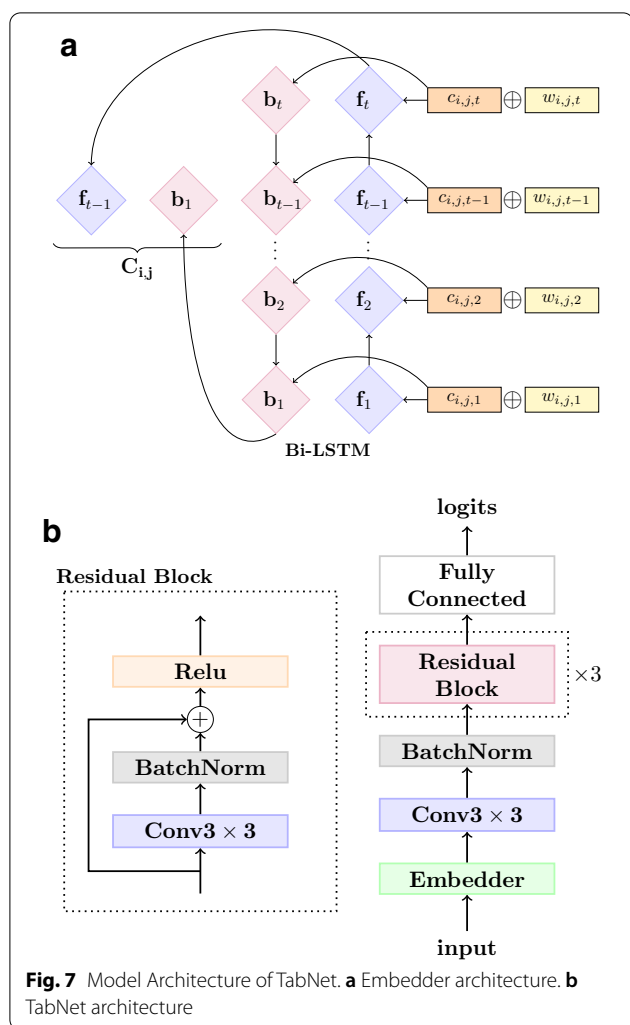 a
b_t f_t c_{i,j,t} ⊕ w_{i,j,t}
f_{t-1} b_1 b_{t-1} f_{t-1} c_{i,j,t-1} ⊕ w_{i,j,t-1}
C_{i,j}
b_2 f_2 c_{i,j,2} ⊕ w_{i,j,2}
b_1 f_1 c_{i,j,1} ⊕ w_{i,j,1}
Bi-LSTM
b
Residual Block
Relu
+
BatchNorm
Conv3 × 3
logits
Fully
Connected
Residual
Block
×3
BatchNorm
Conv3 × 3
Embedder
input
Fig. 7 Model Architecture of TabNet. a Embedder architecture. b
TabNet architecture